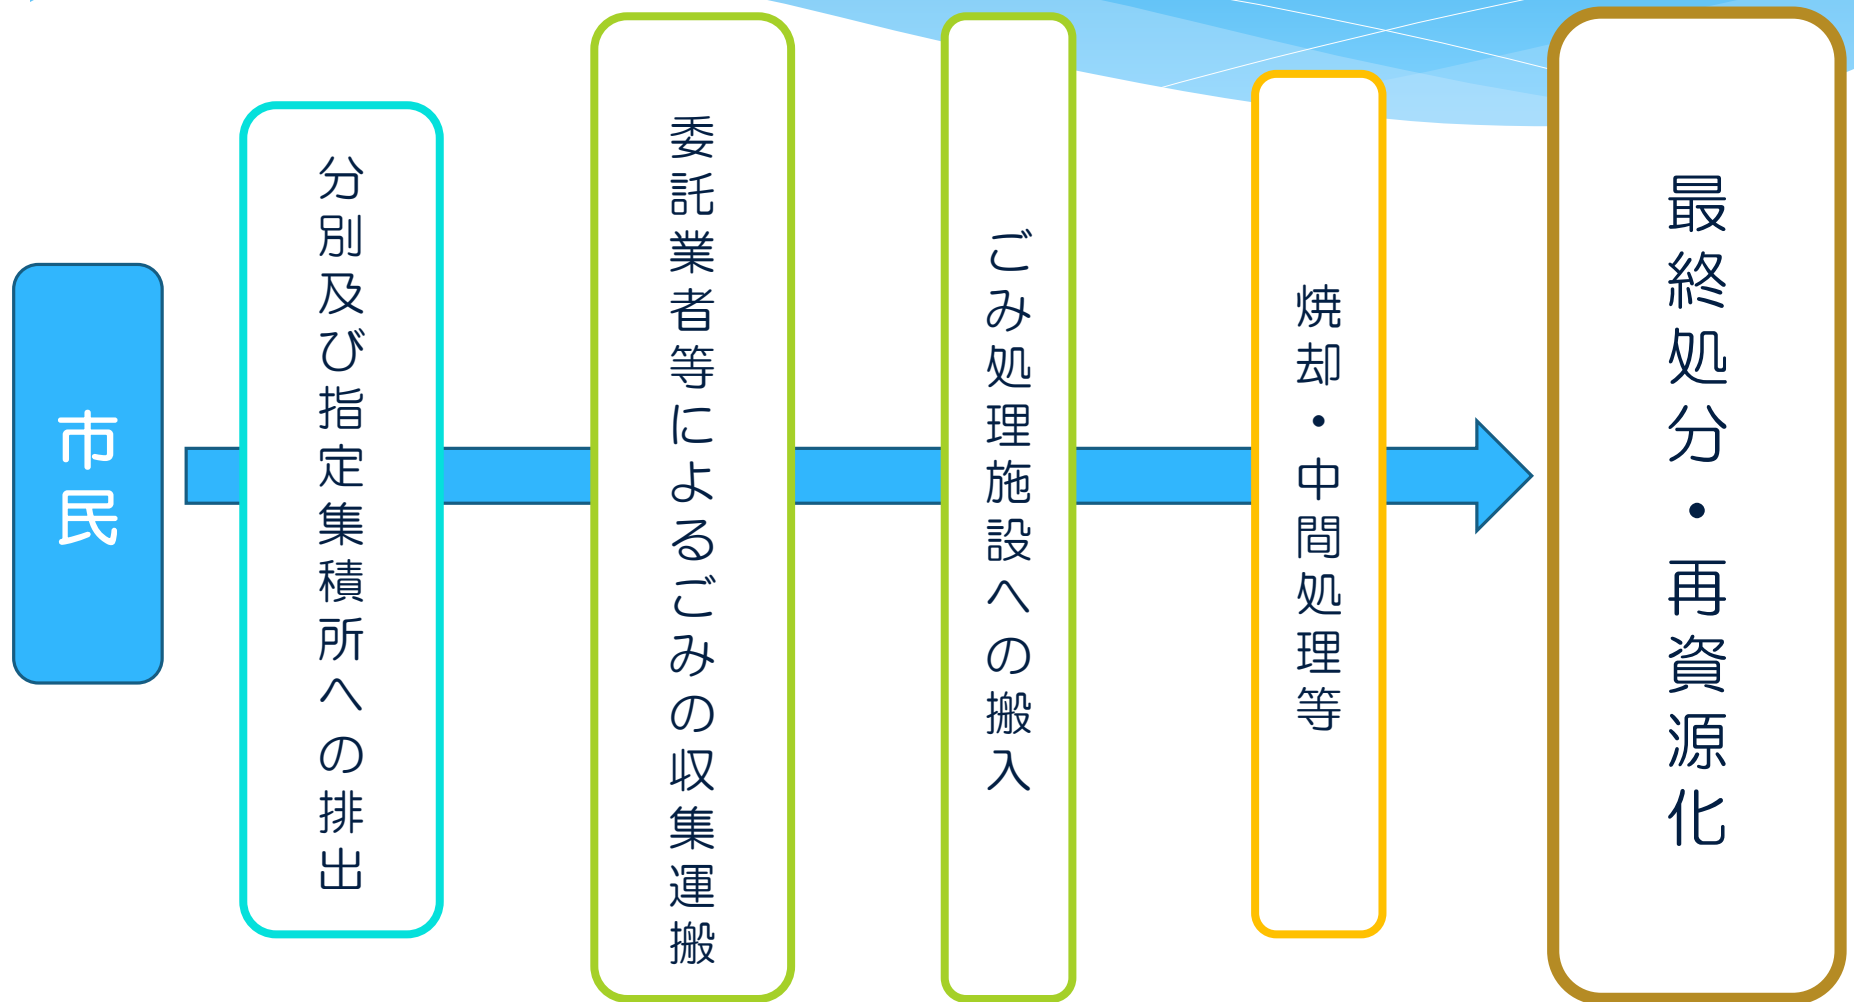 市民
分別及び指定集積所への排出
委託業者等によるごみの収集運搬
ごみ処理施設への搬入
焼却・中間処理等
最終処分・再資源化